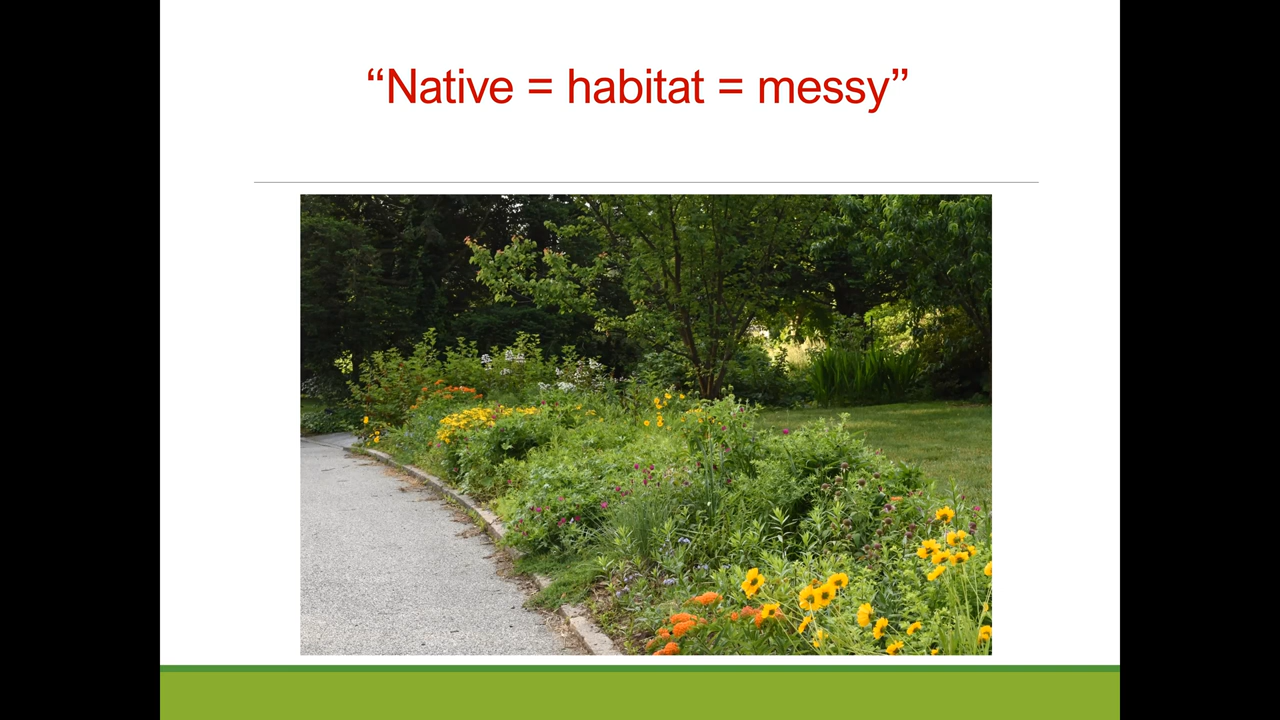 “Native = habitat = messy”